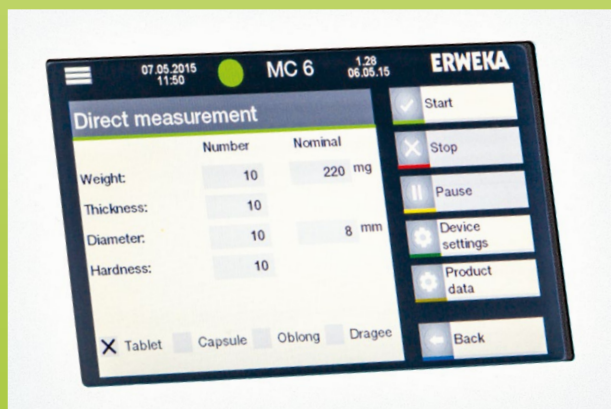 07.05.2015
11:50
MC 6
1.28
06.05.15
ERWEKA
Direct measurement
Number Nominal
Weight: 10 220 mg
Thickness: 10
Diameter: 10 8 mm
Hardness: 10
Tablet Capsule Oblong Dragee
Start
Stop
Pause
Device
settings
Product
data
Back